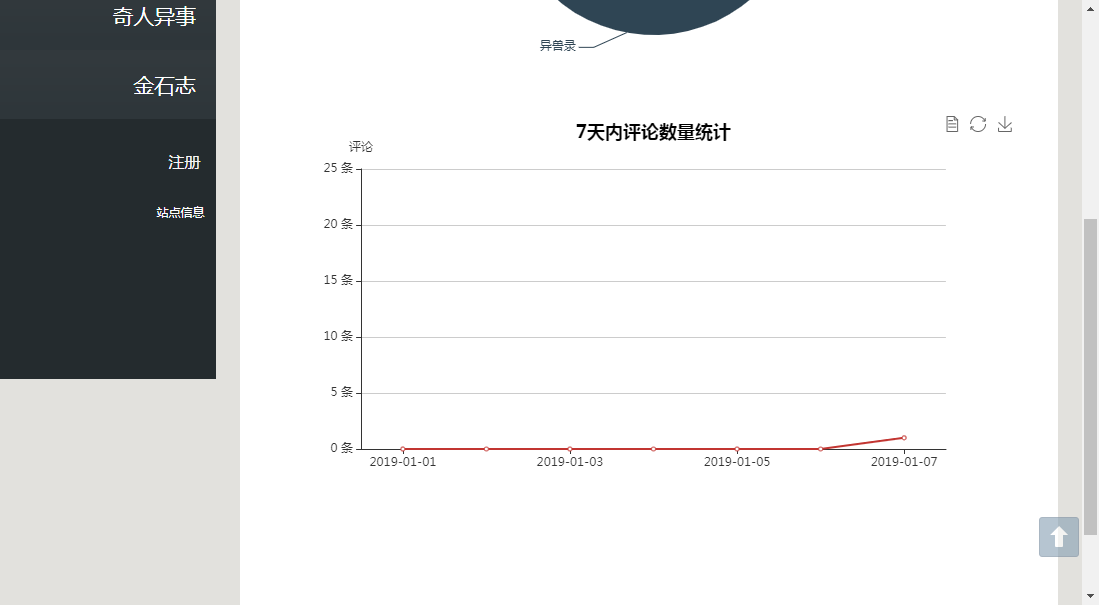 奇人异事
金石志
注册
站点信息
异兽录
7天内评论数量统计
评论
25 条
20 条
15 条
10 条
5 条
0 条
2019-01-01
2019-01-03
2019-01-05
2019-01-07